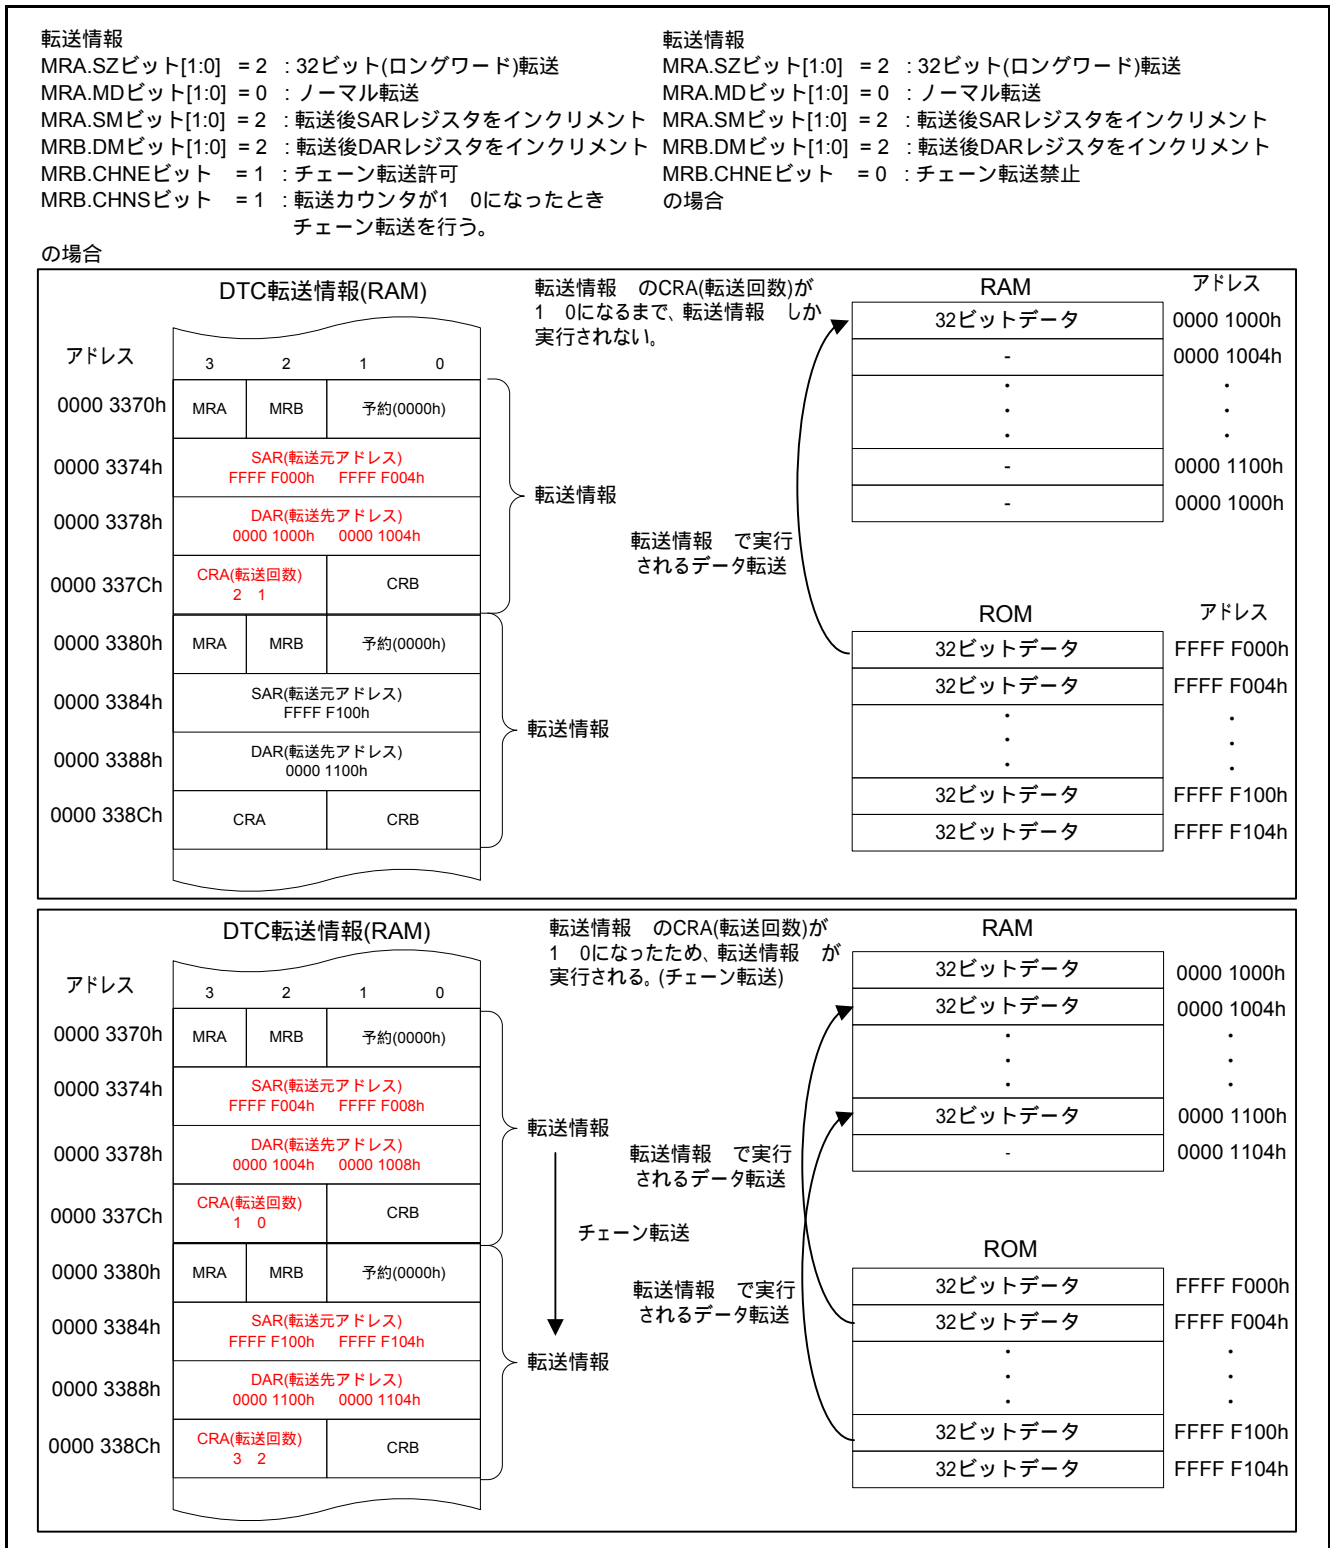 転送情報
MRA.SZビット[1:0] = 2 : 32ビット(ロングワード)転送
MRA.MDビット[1:0] = 0 : ノーマル転送
MRA.SMビット[1:0] = 2 : 転送後SARレジスタをインクリメント
MRB.DMビット[1:0] = 2 : 転送後DARレジスタをインクリメント
MRB.CHNEビット = 1 : チェーン転送許可
MRB.CHNSビット = 1 : 転送カウンタが1 0になったとき
チェーン転送を行う。
の場合
転送情報
MRA.SZビット[1:0] = 2 : 32ビット(ロングワード)転送
MRA.MDビット[1:0] = 0 : ノーマル転送
MRA.SMビット[1:0] = 2 : 転送後SARレジスタをインクリメント
MRB.DMビット[1:0] = 2 : 転送後DARレジスタをインクリメント
MRB.CHNEビット = 0 : チェーン転送禁止
の場合
DTC転送情報(RAM)
アドレス
3 2 1 0
0000 3370h MRA MRB 予約(0000h)
0000 3374h SAR(転送元アドレス)
FFFF F000h FFFF F004h
0000 3378h DAR(転送先アドレス)
0000 1000h 0000 1004h
0000 337Ch CRA(転送回数) CRB
2 1
0000 3380h MRA MRB 予約(0000h)
0000 3384h SAR(転送元アドレス)
FFFF F100h
0000 3388h DAR(転送先アドレス)
0000 1100h
0000 338Ch CRA CRB
転送情報
転送情報
転送情報 のCRA(転送回数)が
1 0になるまで、転送情報 しか
実行されない。
転送情報 で実行
されるデータ転送
RAM アドレス
32ビットデータ 0000 1000h
- 0000 1004h
・ ・
・ ・
・ ・
- 0000 1100h
- 0000 1000h
ROM アドレス
32ビットデータ FFFF F000h
32ビットデータ FFFF F004h
・ ・
・ ・
・ ・
32ビットデータ FFFF F100h
32ビットデータ FFFF F104h
DTC転送情報(RAM)
アドレス
3 2 1 0
0000 3370h MRA MRB 予約(0000h)
0000 3374h SAR(転送元アドレス)
FFFF F004h FFFF F008h
0000 3378h DAR(転送先アドレス)
0000 1004h 0000 1008h
0000 337Ch CRA(転送回数) CRB
1 0
0000 3380h MRA MRB 予約(0000h)
0000 3384h SAR(転送元アドレス)
FFFF F100h FFFF F104h
0000 3388h DAR(転送先アドレス)
0000 1100h 0000 1104h
0000 338Ch CRA(転送回数) CRB
3 2
転送情報
チェーン転送
転送情報
転送情報 のCRA(転送回数)が
1 0になったため、転送情報 が
実行される。(チェーン転送)
転送情報 で実行
されるデータ転送
転送情報 で実行
されるデータ転送
RAM
32ビットデータ 0000 1000h
32ビットデータ 0000 1004h
・ ・
・ ・
・ ・
32ビットデータ 0000 1100h
- 0000 1104h
ROM
32ビットデータ FFFF F000h
32ビットデータ FFFF F004h
・ ・
・ ・
・ ・
32ビットデータ FFFF F100h
32ビットデータ FFFF F104h